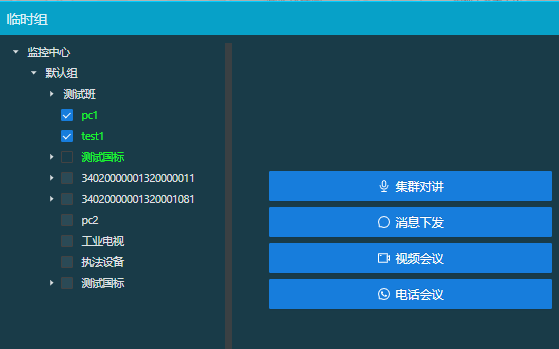 临时组
监控中心
默认组
测试班
pc1
test1
测试国标
34020000001320000011
34020000001320001081
pc2
工业电视
执法设备
测试国标
集群对讲
消息下发
视频会议
电话会议